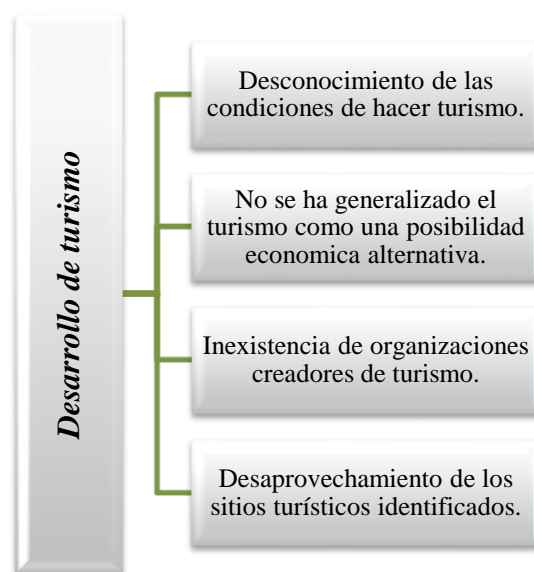 Desarrollo de turismo
Desconocimiento de las
condiciones de hacer turismo.
No se ha generalizado el
turismo como una posibilidad
economica alternativa.
Inexistencia de organizaciones
creadores de turismo.
Desaprovechamiento de los
sitios turísticos identificados.